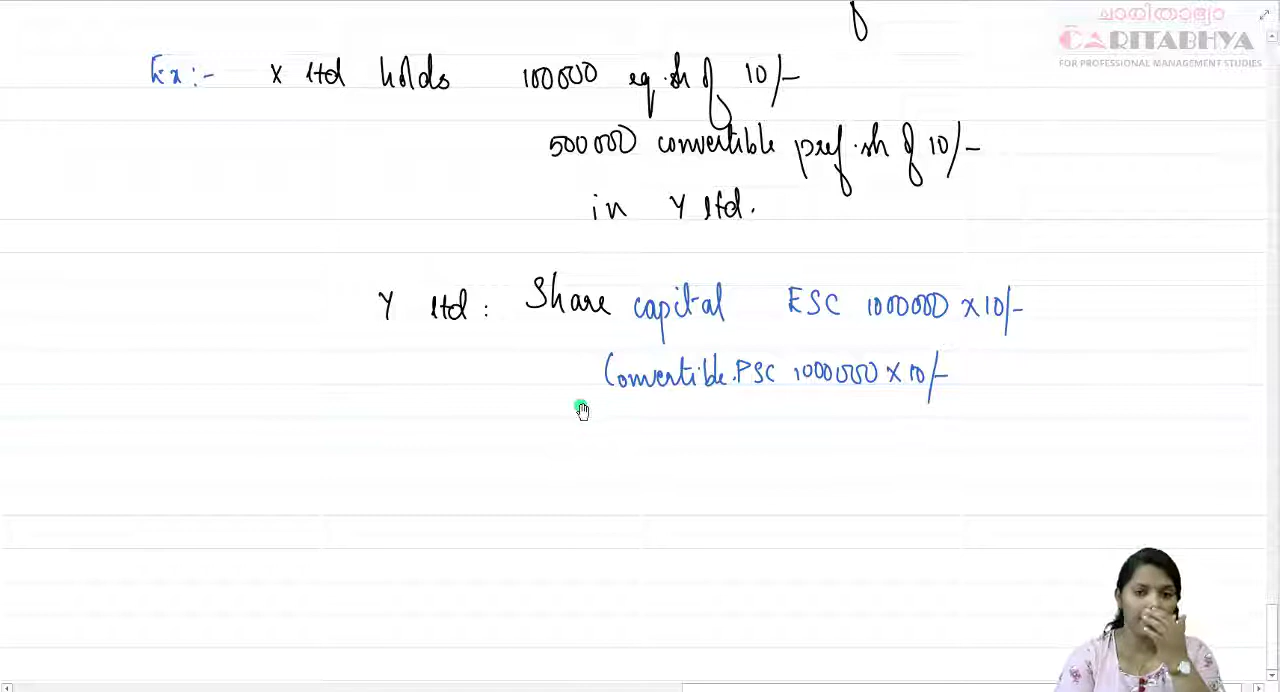 ചാരിതാഭ്യാ
CARITABHYA
FOR PROFESSIONAL MANAGEMENT STUDIES
Ex:- X ltd holds 100000 eq.sh of 10/-
500000 convertible pref.sh of 10/-
in Y ltd.
Y ltd: Share capital ESC 1000000 x 10/-
Convertible.PSC 1000000 x 10/-